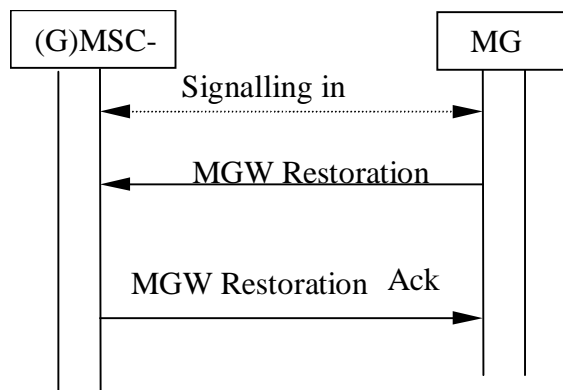 (G)MSC-
MG
Signalling in
MGW Restoration
MGW Restoration Ack